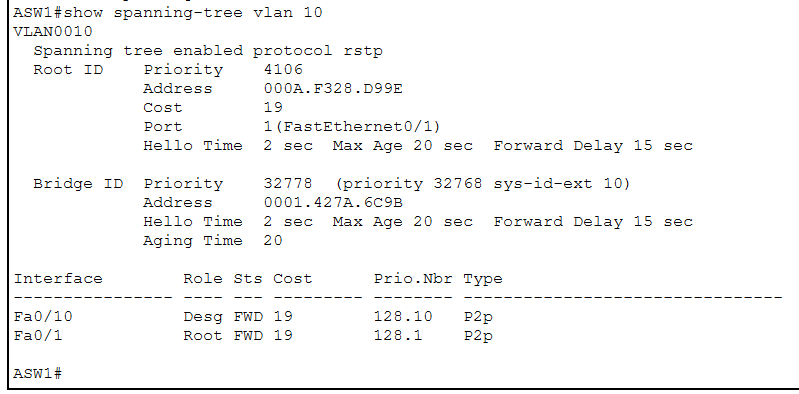 ASW1#show spanning-tree vlan 10
VLAN0010
  Spanning tree enabled protocol rstp
  Root ID    Priority    4106
             Address     000A.F328.D99E
             Cost        19
             Port        1(FastEthernet0/1)
             Hello Time  2 sec  Max Age 20 sec  Forward Delay 15 sec

  Bridge ID  Priority    32778  (priority 32768 sys-id-ext 10)
             Address     0001.427A.6C9B
             Hello Time  2 sec  Max Age 20 sec  Forward Delay 15 sec
             Aging Time  20

Interface        Role Sts Cost      Prio.Nbr Type
---------------- ---- --- --------- -------- --------------------------------
Fa0/10           Desg FWD 19        128.10   P2p
Fa0/1            Root FWD 19        128.1    P2p

ASW1#